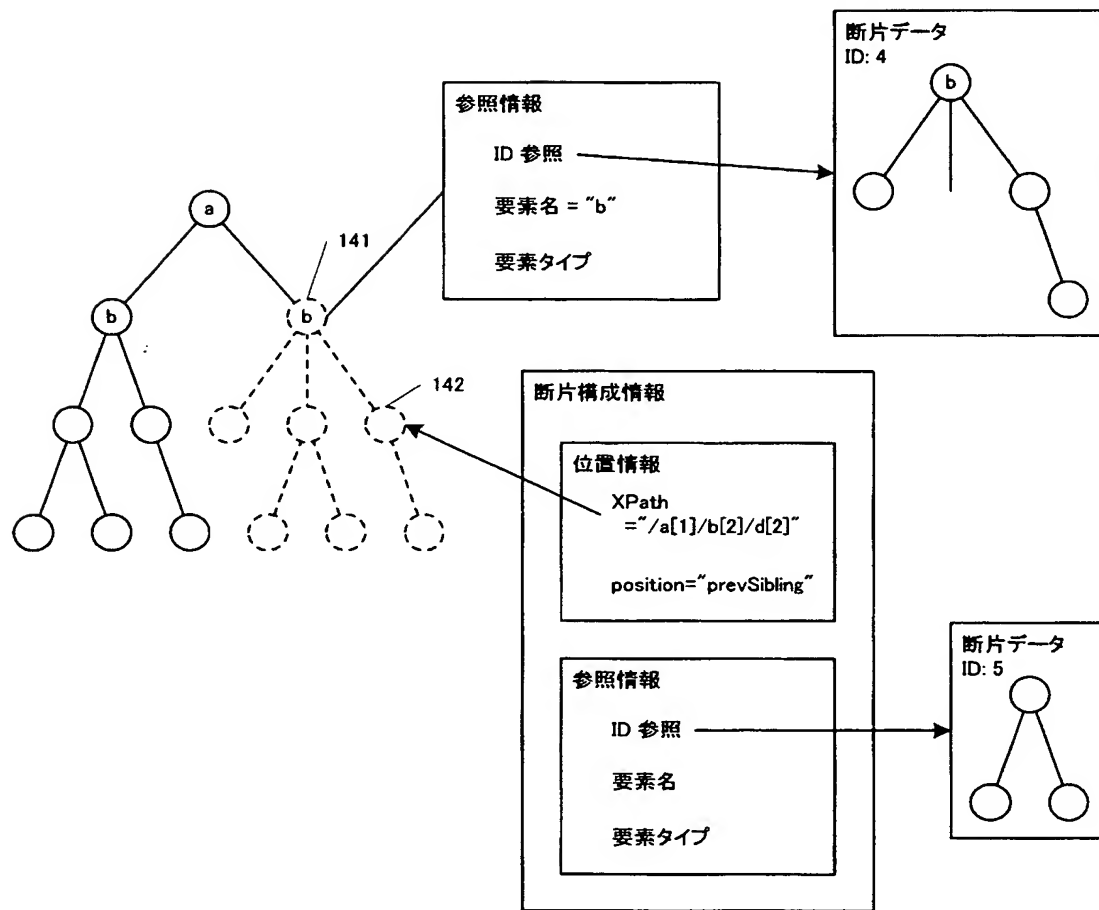 断片データ
ID: 4
b
参照情報
ID 参照
要素名 = "b"
要素タイプ
a
141
b
b
142
断片構成情報
位置情報
XPath
="/a[1]/b[2]/d[2]"
position="prevSibling"
断片データ
ID: 5
参照情報
ID 参照
要素名
要素タイプ